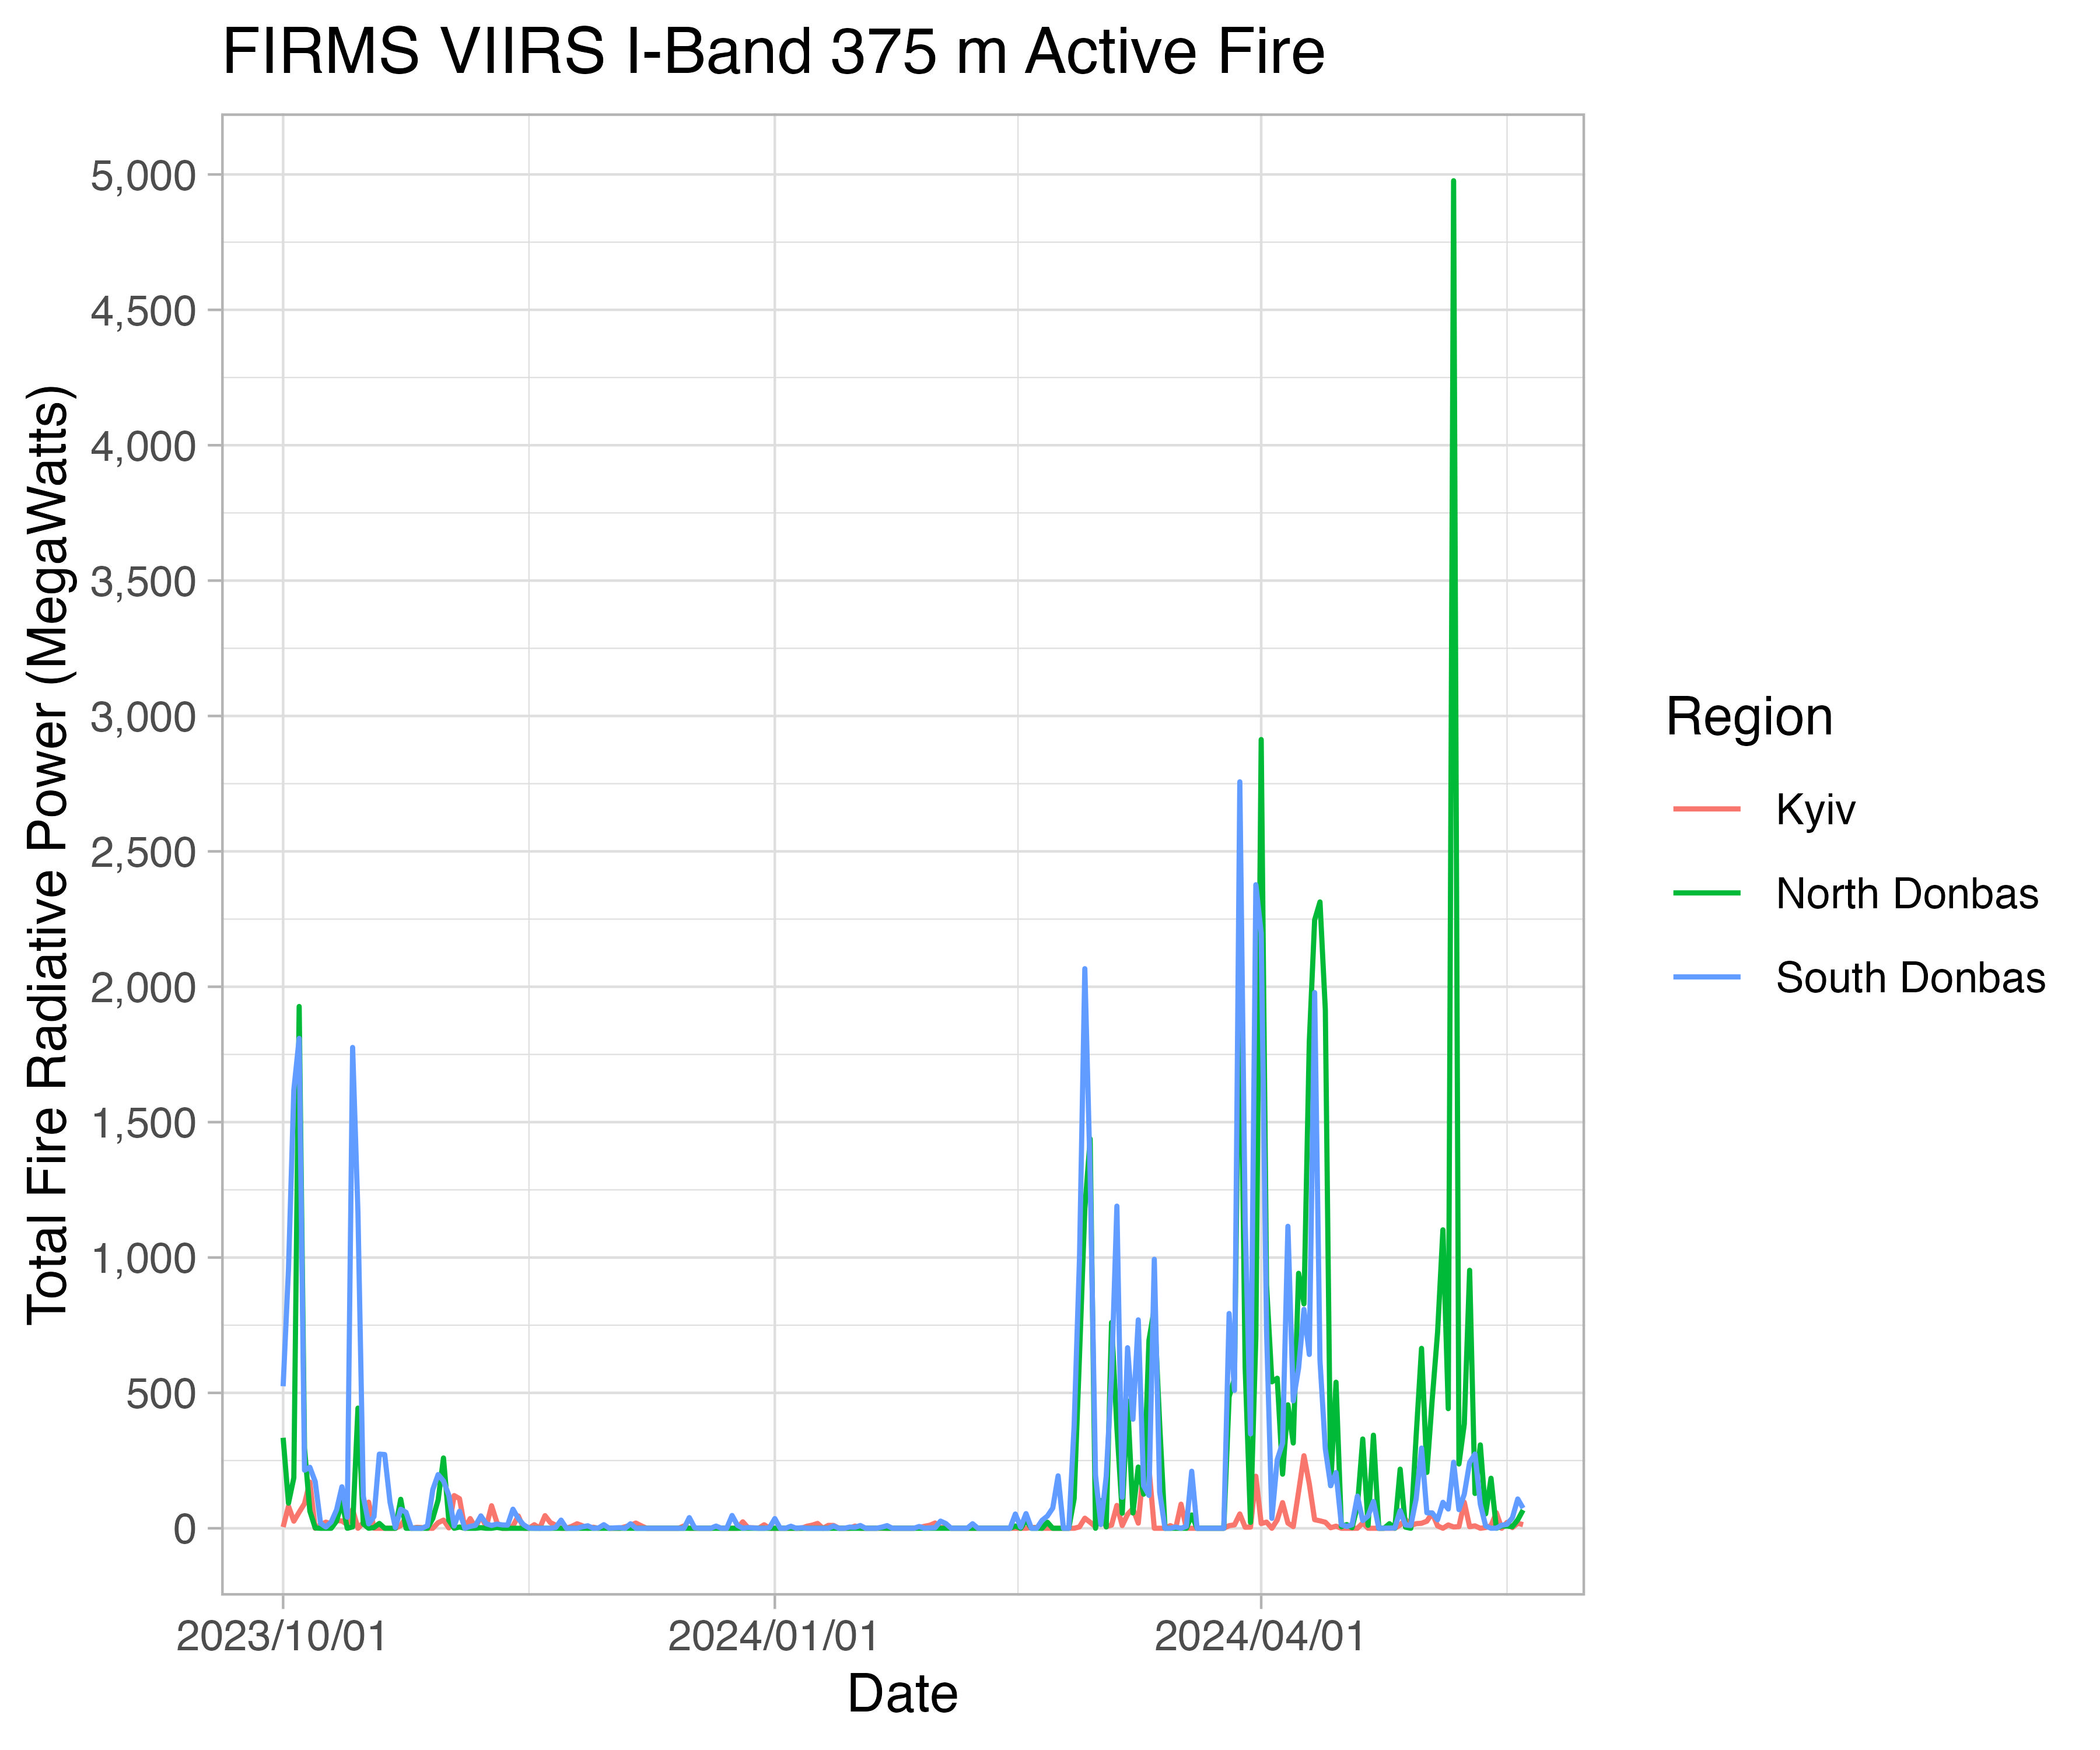 FIRMS VIIRS I-Band 375 m Active Fire
Total Fire Radiative Power (MegaWatts)
5,000
4,500
4,000
3,500
3,000
2,500
2,000
1,500
1,000
500
0
2023/10/01
2024/01/01
2024/04/01
Date
Region
Kyiv
North Donbas
South Donbas